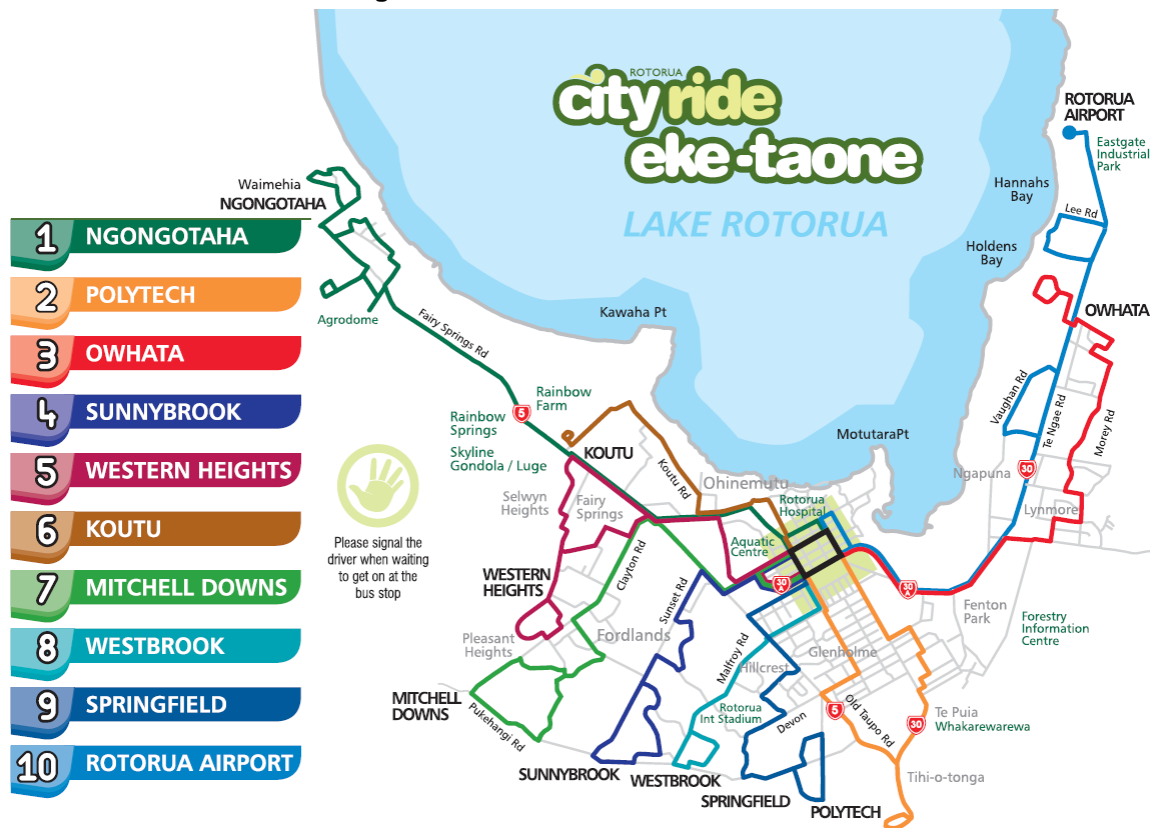 ROTORUA
city ride
eke-taone
LAKE ROTORUA
1 NGONGOTAHA
2 POLYTECH
3 OWHATA
4 SUNNYBROOK
5 WESTERN HEIGHTS
6 KOUTU
7 MITCHELL DOWNS
8 WESTBROOK
9 SPRINGFIELD
10 ROTORUA AIRPORT
Please signal the
driver when waiting
to get on at the
bus stop
Waimehia
NGONGOTAHA
Agrodome
Fairy Springs Rd
5
Rainbow
Farm
Rainbow
Springs
Skyline
Gondola / Luge
KOUTU
Koutu Rd
Selwyn
Heights
Fairy
Springs
Kawaha Pt
Ohinemutu
Rotorua
Hospital
Aquatic
Centre
30
A
30
A
MotutaraPt
ROTORUA
AIRPORT
Eastgate
Industrial
Park
Hannahs
Bay
Lee Rd
Holdens
Bay
OWHATA
Vaughan Rd
Te Ngae Rd
Morey Rd
30
Ngapuna
Lynmore
Fenton
Park
Forestry
Information
Centre
WESTERN
HEIGHTS
Clayton Rd
Sunset Rd
Fordlands
Pleasant
Heights
MITCHELL
DOWNS
Pukehangi Rd
Malfroy Rd
Hillcrest
Glenholme
Rotorua
Int Stadium
Devon
5
Old Taupo Rd
30
Te Puia
Whakarewarewa
Tihi-o-tonga
SUNNYBROOK
WESTBROOK
SPRINGFIELD
POLYTECH